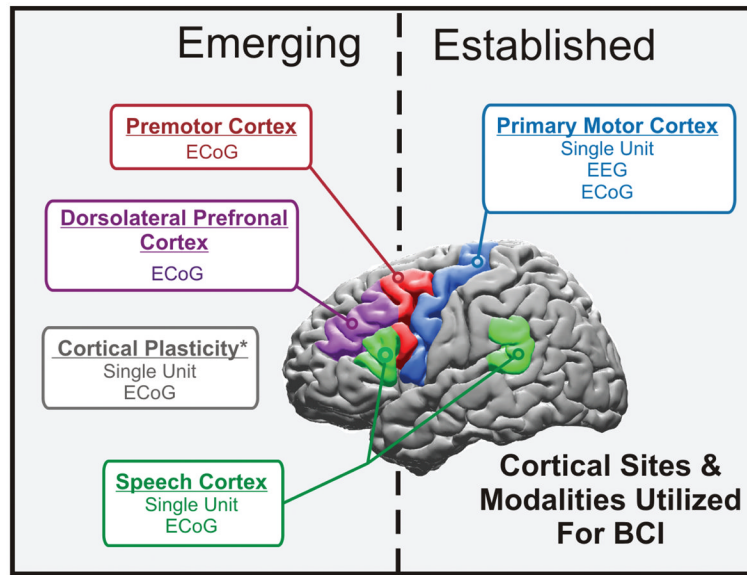 Emerging
Established
Premotor Cortex
ECoG
Primary Motor Cortex
Single Unit
EEG
ECoG
Dorsolateral Prefronal
Cortex
ECoG
Cortical Plasticity*
Single Unit
ECoG
Speech Cortex
Single Unit
ECoG
Cortical Sites &
Modalities Utilized
For BCI